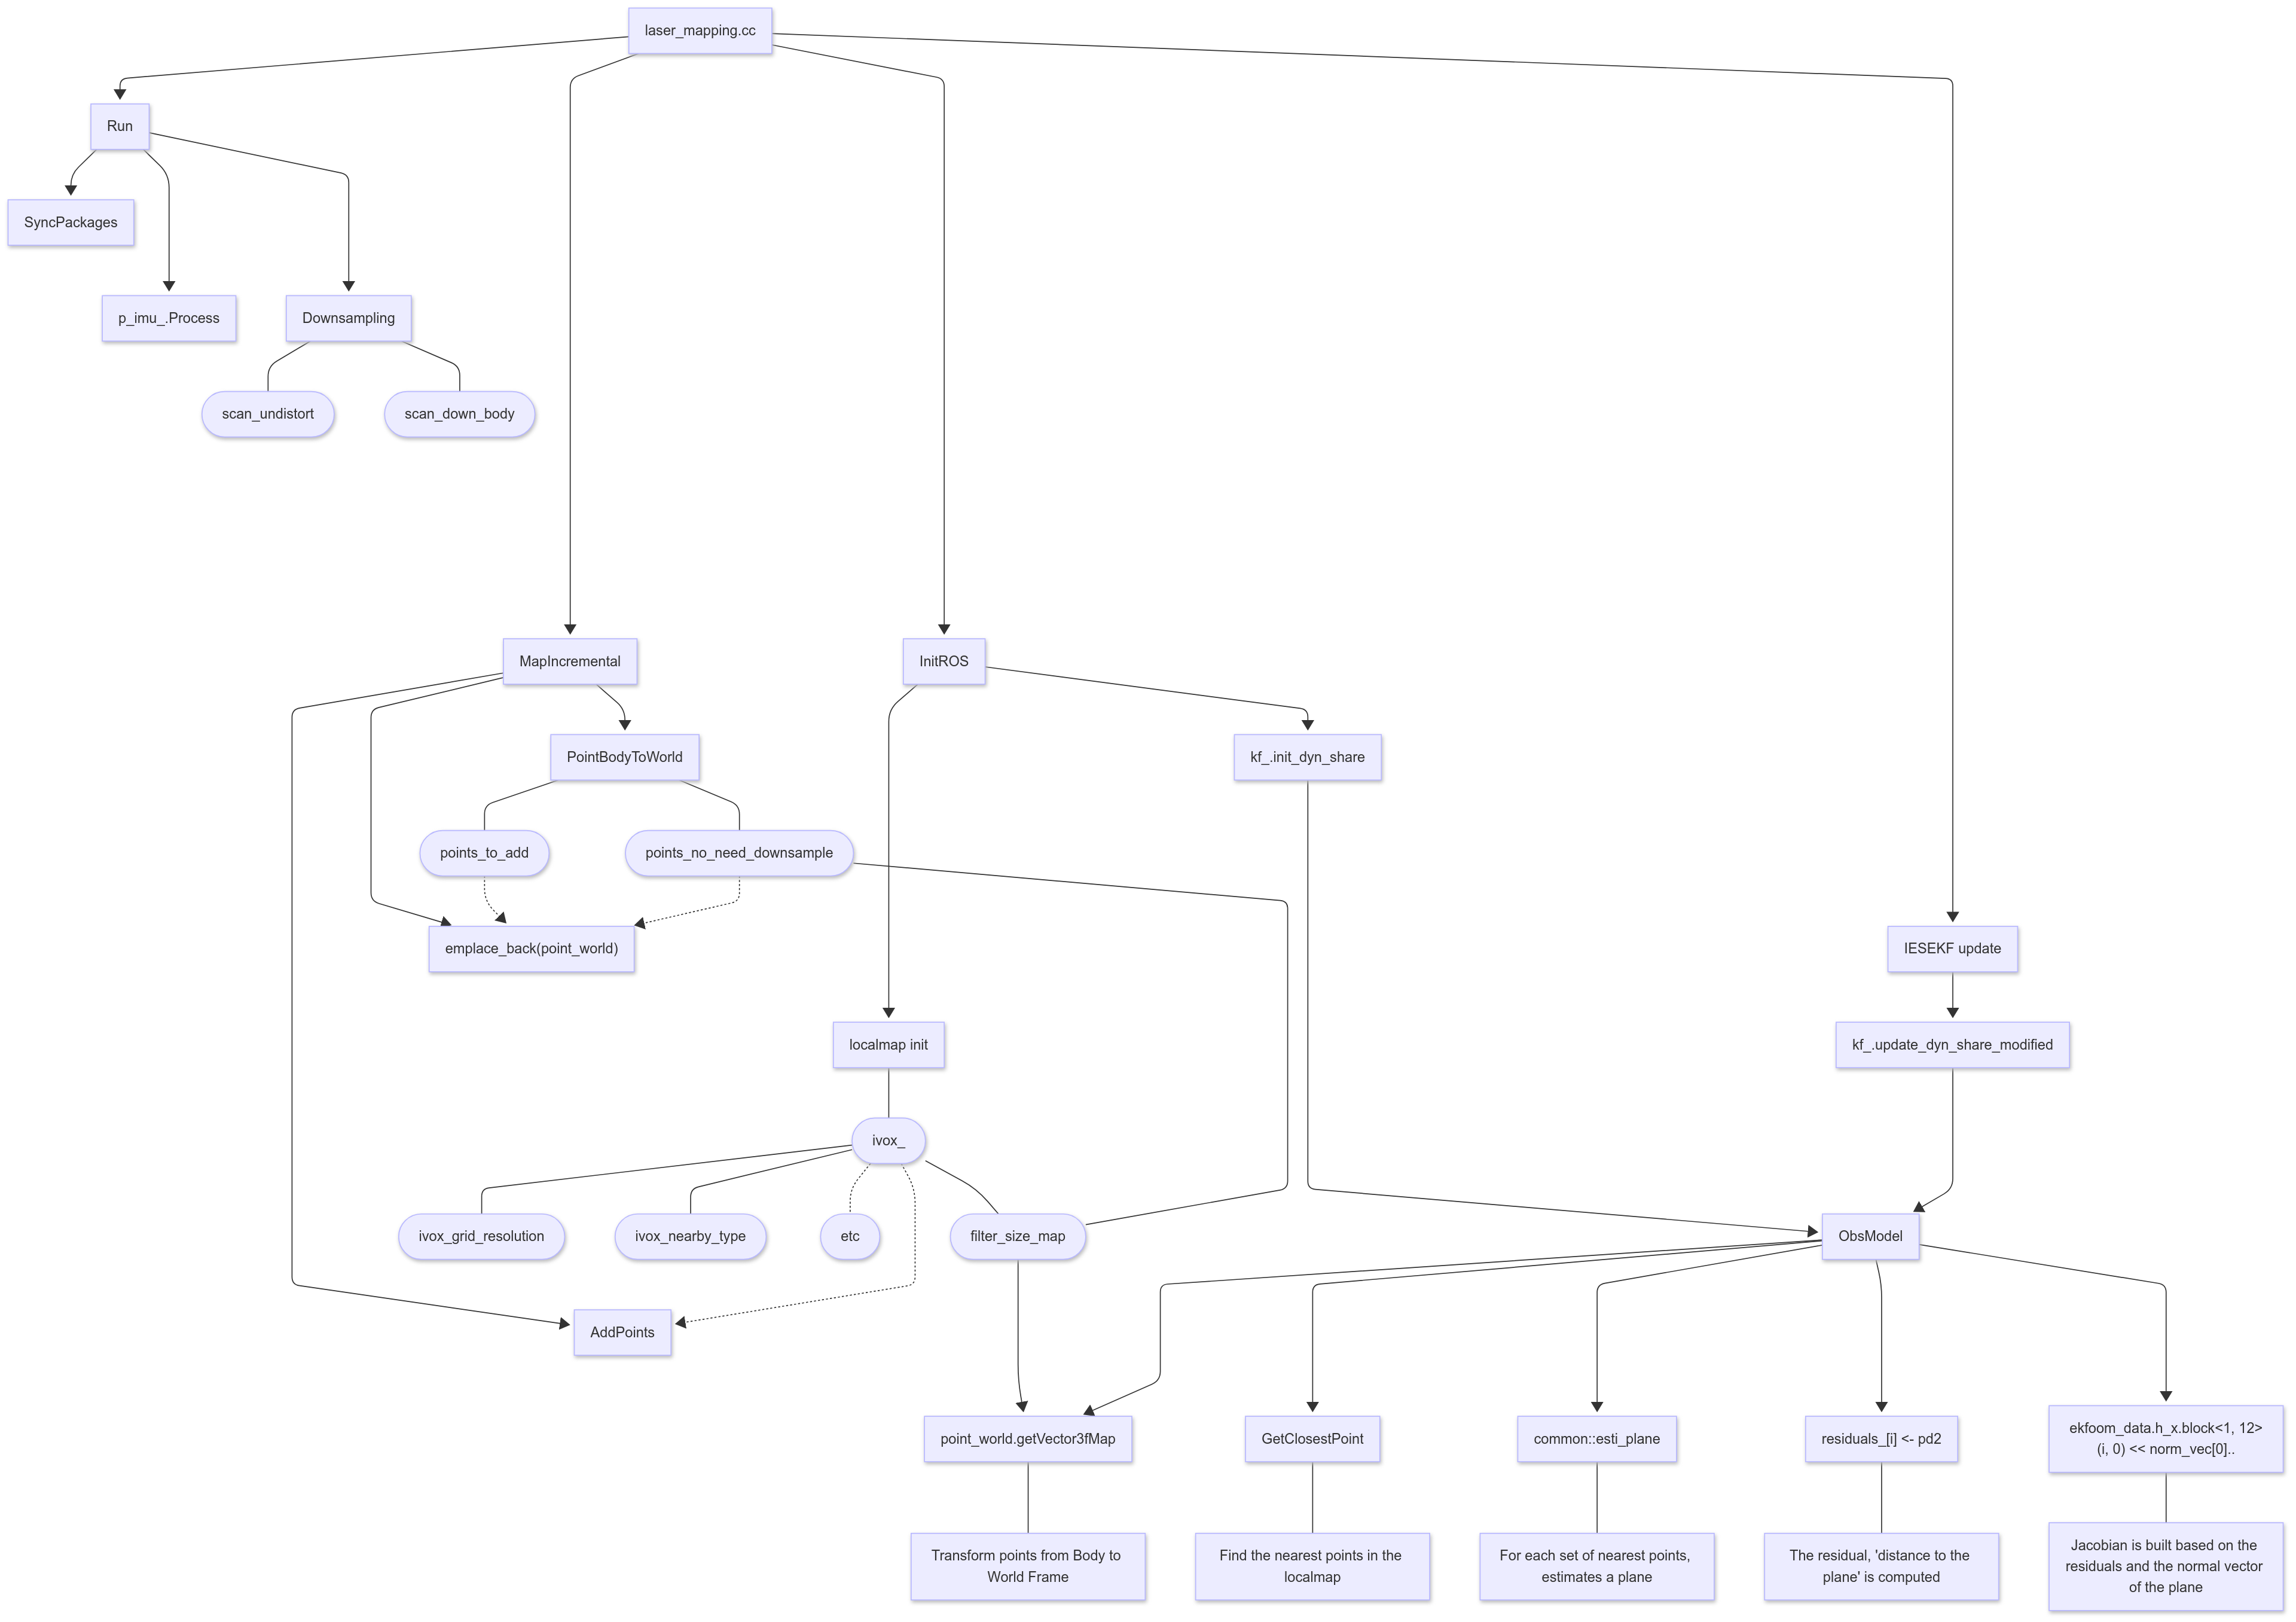 laser_mapping.cc
Run
SyncPackages
p_imu_.Process
Downsampling
scan_undistort
scan_down_body
MapIncremental
InitROS
PointBodyToWorld
kf_.init_dyn_share
points_to_add
points_no_need_downsample
emplace_back(point_world)
IESEKF update
localmap init
kf_.update_dyn_share_modified
ivox_
ivox_grid_resolution
ivox_nearby_type
etc
filter_size_map
ObsModel
AddPoints
point_world.getVector3fMap
GetClosestPoint
common::esti_plane
residuals_[i] <- pd2
ekfoom_data.h_x.block<1, 12>
(i, 0) << norm_vec[0]..
Transform points from Body to
World Frame
Find the nearest points in the
localmap
For each set of nearest points,
estimates a plane
The residual, 'distance to the
plane' is computed
Jacobian is built based on the
residuals and the normal vector
of the plane